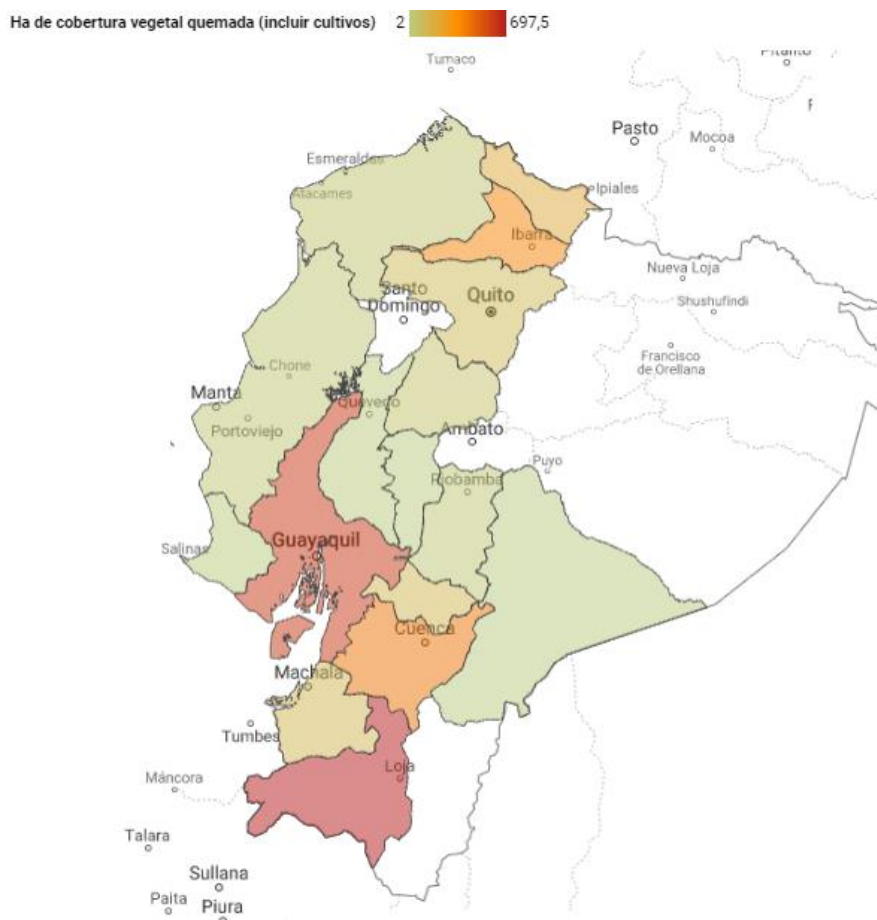 Ha de cobertura vegetal quemada (incluir cultivos) 2 697,5
Tumaco
Pitalito
Pasto
Mocoa
Esmeraldas
Atacames
Ipiales
Ibarra
Nueva Loja
Santo
Domingo
Quito
Shushufindi
Francisco
de Orellana
Chone
Manta
Quevedo
Portoviejo
Ambato
Puyo
Riobamba
Salinas
Guayaquil
Cuenca
Machala
Tumbes
Loja
Máncora
Talara
Sullana
Paita
Piura